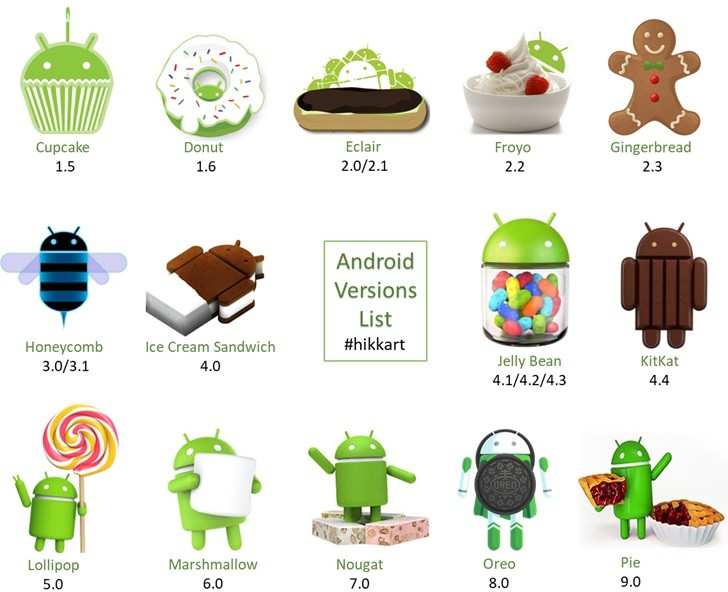 Cupcake
1.5
Donut
1.6
Eclair
2.0/2.1
Froyo
2.2
Gingerbread
2.3
Honeycomb
3.0/3.1
Ice Cream Sandwich
4.0
Android
Versions
List
#hikkart
Jelly Bean
4.1/4.2/4.3
KitKat
4.4
Lollipop
5.0
Marshmallow
6.0
Nougat
7.0
OREO
Oreo
8.0
Pie
9.0